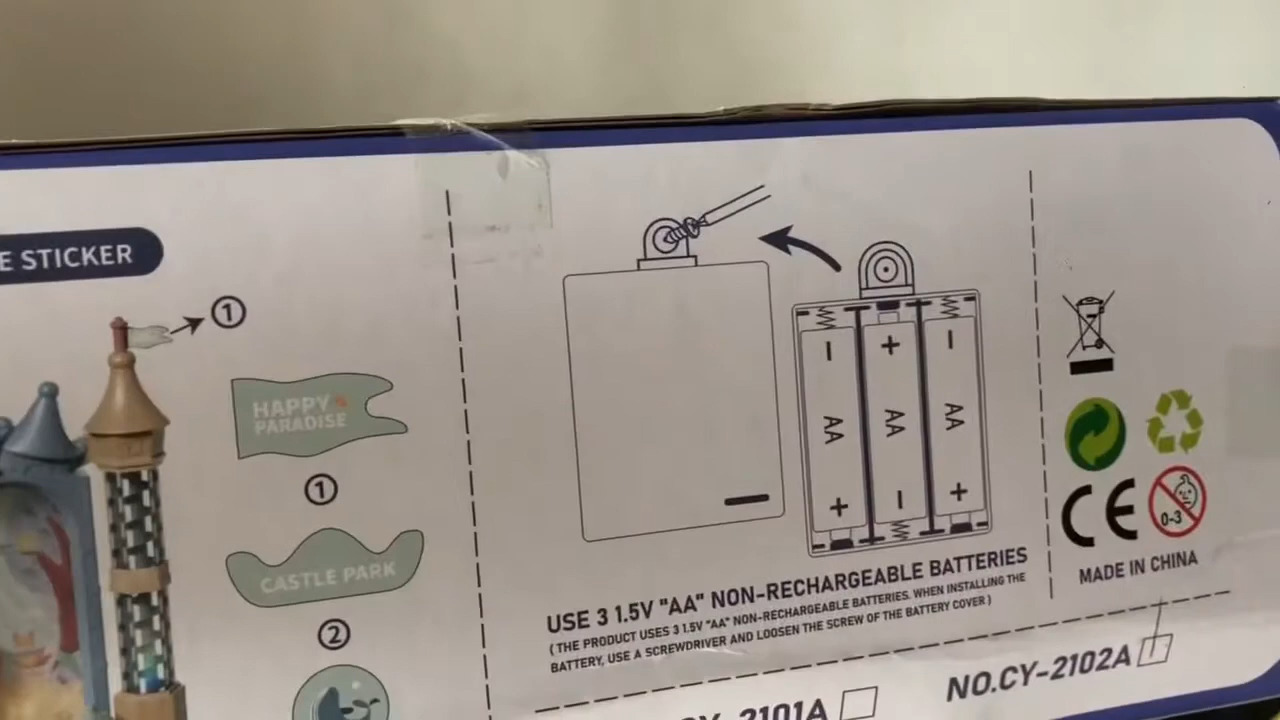 E STICKER
①
HAPPY
PARADISE
①
CASTLE PARK
②
- + -
AA AA AA
+ - +
USE 3 1.5V "AA" NON-RECHARGEABLE BATTERIES
( THE PRODUCT USES 3 1.5V "AA" NON-RECHARGEABLE BATTERIES. WHEN INSTALLING THE
BATTERY, USE A SCREWDRIVER AND LOOSEN THE SCREW OF THE BATTERY COVER )
CE
0-3
MADE IN CHINA
CY-2101A
NO.CY-2102A